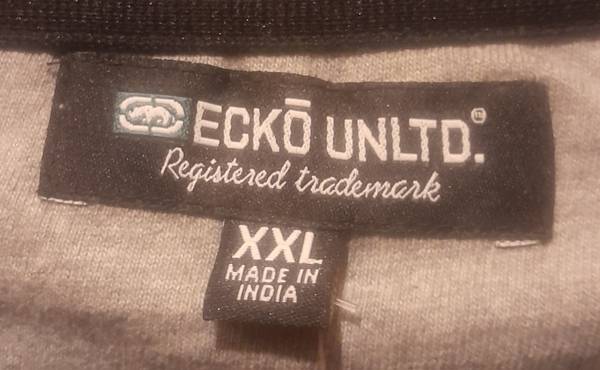 ECKŌ UNLTD.®
Registered trademark
XXL
MADE IN
INDIA